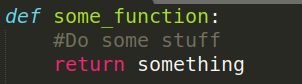 def some_function:
    #Do some stuff
    return something